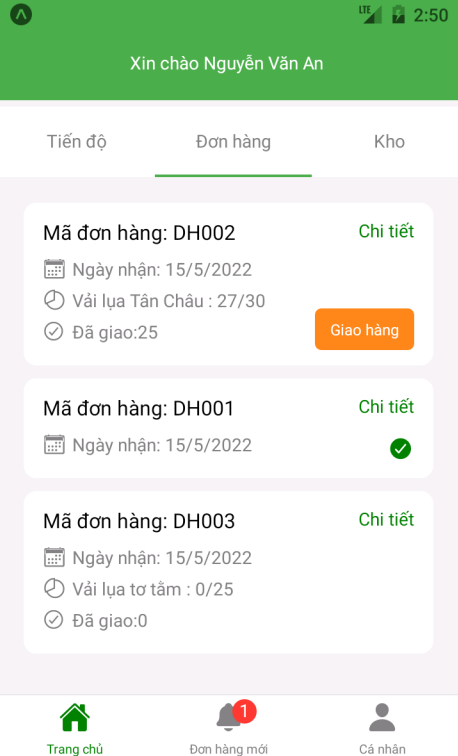 LTE 2:50
Xin chào Nguyễn Văn An
Tiến độ Đơn hàng Kho
Mã đơn hàng: DH002 Chi tiết
Ngày nhận: 15/5/2022
Vải lụa Tân Châu : 27/30
Đã giao:25 Giao hàng
Mã đơn hàng: DH001 Chi tiết
Ngày nhận: 15/5/2022
Mã đơn hàng: DH003 Chi tiết
Ngày nhận: 15/5/2022
Vải lụa tơ tằm : 0/25
Đã giao:0
1
Trang chủ Đơn hàng mới Cá nhân